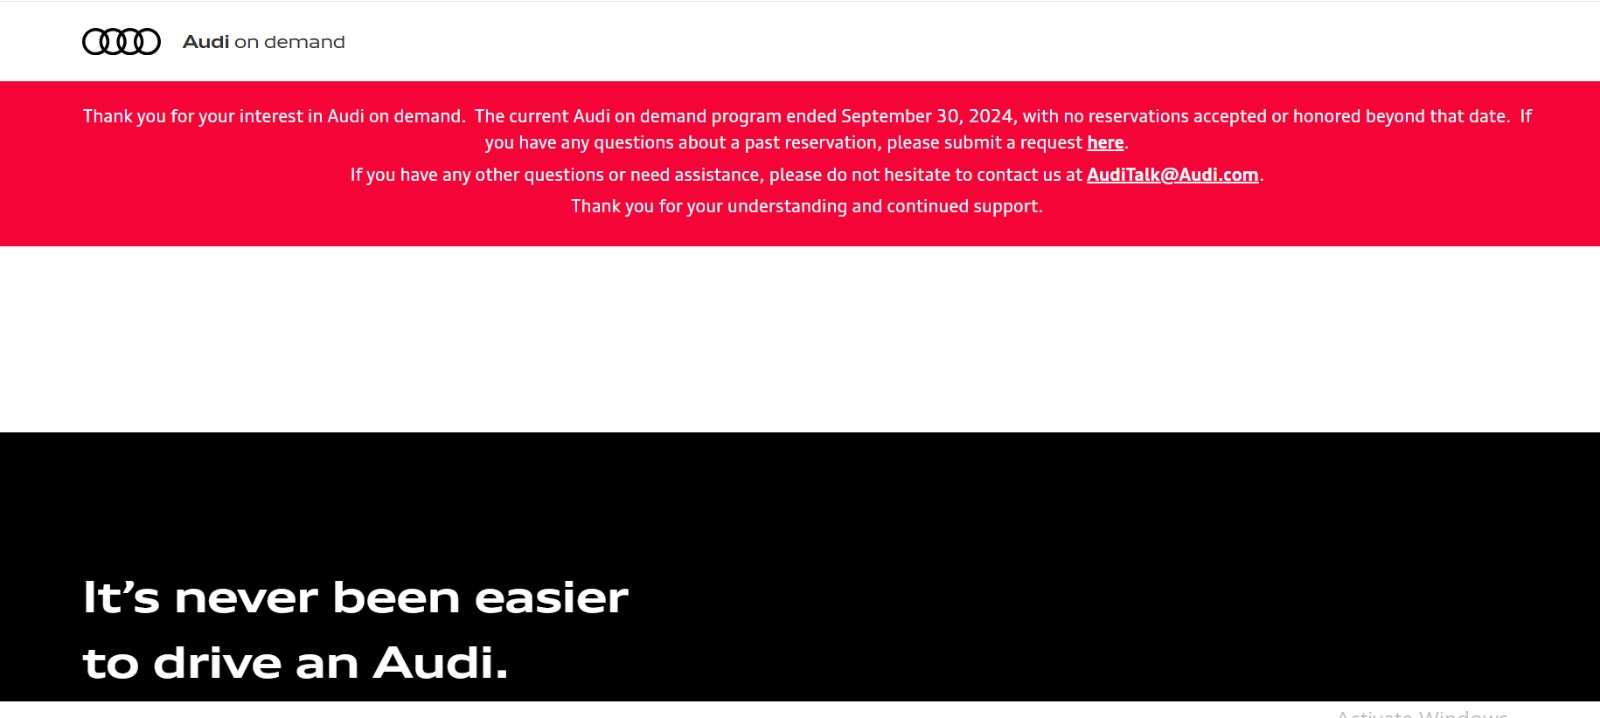 Audi on demand
Thank you for your interest in Audi on demand.  The current Audi on demand program ended September 30, 2024, with no reservations accepted or honored beyond that date.  If
you have any questions about a past reservation, please submit a request here.
If you have any other questions or need assistance, please do not hesitate to contact us at AudiTalk@Audi.com.
Thank you for your understanding and continued support.
It’s never been easier
to drive an Audi.
Activate Windows